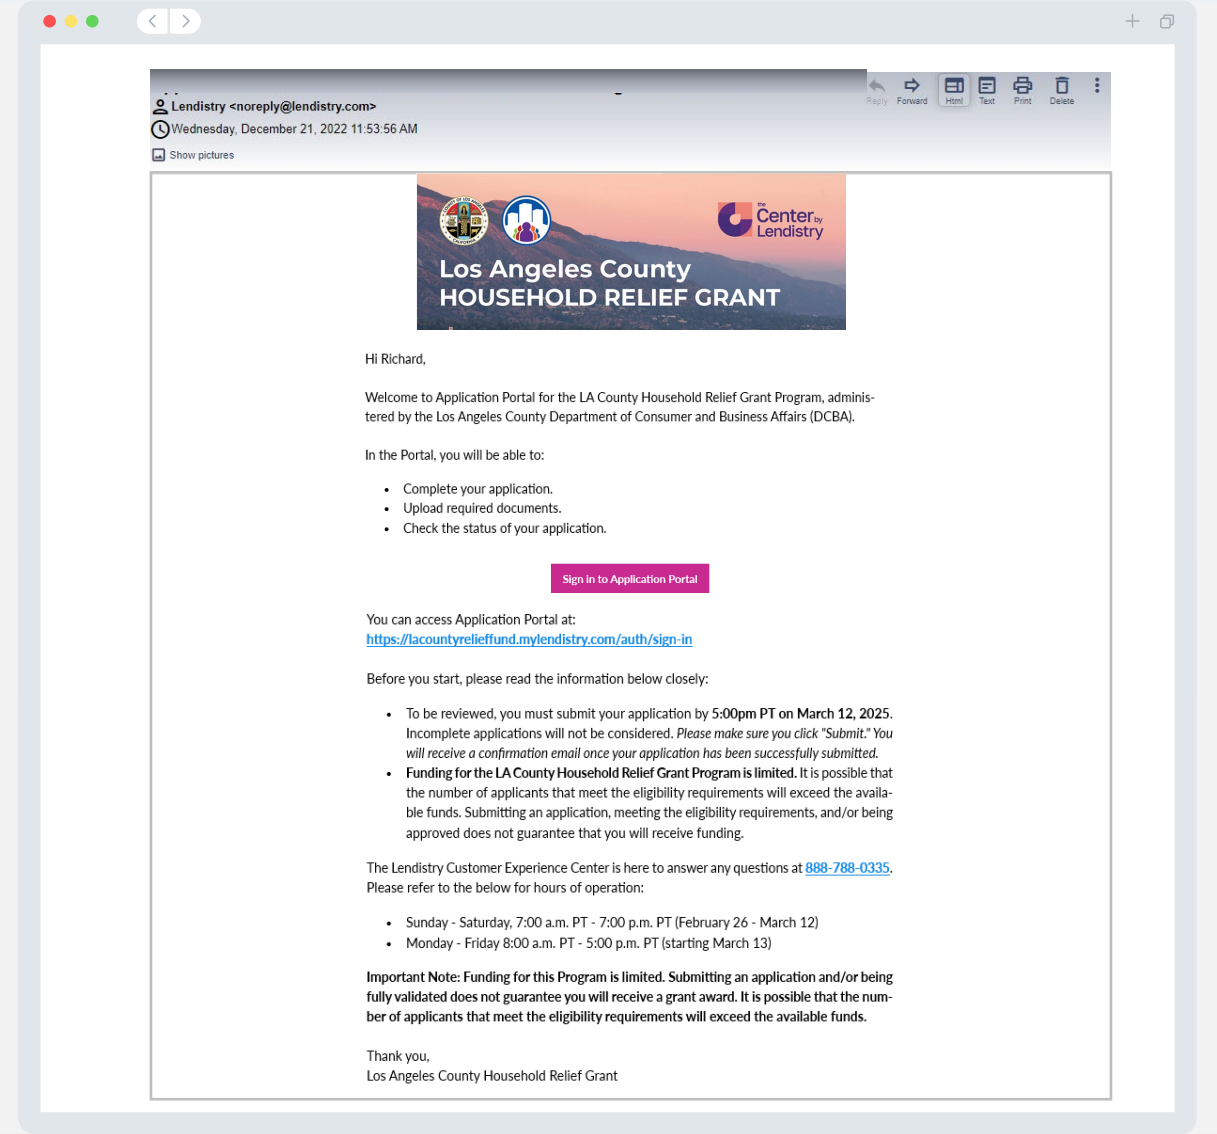 Lendistry <noreply@lendistry.com>
Reply Forward Html Text Print Delete
Wednesday, December 21, 2022 11:53:56 AM
Show pictures
COUNTY OF LOS ANGELES
CALIFORNIA
the
Center by
Lendistry
Los Angeles County
HOUSEHOLD RELIEF GRANT
Hi Richard,
Welcome to Application Portal for the LA County Household Relief Grant Program, adminis-
tered by the Los Angeles County Department of Consumer and Business Affairs (DCBA).
In the Portal, you will be able to:
• Complete your application.
• Upload required documents.
• Check the status of your application.
Sign in to Application Portal
You can access Application Portal at:
https://lacountyrelieffund.mylendistry.com/auth/sign-in
Before you start, please read the information below closely:
• To be reviewed, you must submit your application by 5:00pm PT on March 12, 2025.
Incomplete applications will not be considered. Please make sure you click "Submit." You
will receive a confirmation email once your application has been successfully submitted.
• Funding for the LA County Household Relief Grant Program is limited. It is possible that
the number of applicants that meet the eligibility requirements will exceed the availa-
ble funds. Submitting an application, meeting the eligibility requirements, and/or being
approved does not guarantee that you will receive funding.
The Lendistry Customer Experience Center is here to answer any questions at 888-788-0335.
Please refer to the below for hours of operation:
• Sunday - Saturday, 7:00 a.m. PT - 7:00 p.m. PT (February 26 - March 12)
• Monday - Friday 8:00 a.m. PT - 5:00 p.m. PT (starting March 13)
Important Note: Funding for this Program is limited. Submitting an application and/or being
fully validated does not guarantee you will receive a grant award. It is possible that the num-
ber of applicants that meet the eligibility requirements will exceed the available funds.
Thank you,
Los Angeles County Household Relief Grant